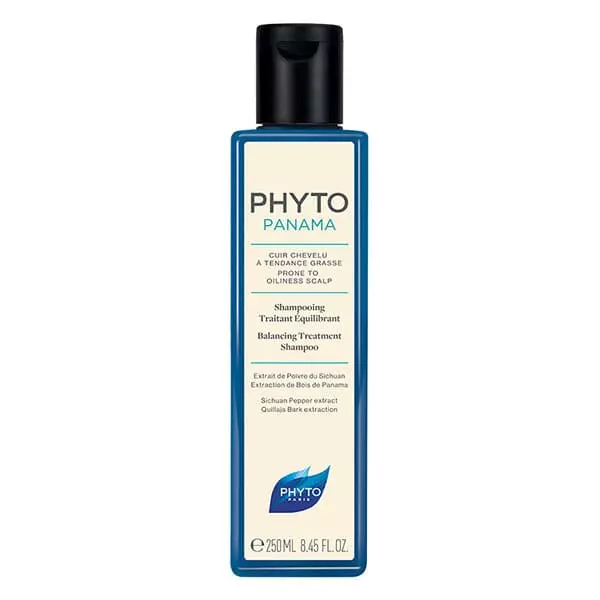 PHYTO
PANAMA
CUIR CHEVELU
À TENDANCE GRASSE
PRONE TO
OILINESS SCALP
Shampooing
Traitant Équilibrant
Balancing Treatment
Shampoo
Extrait de Poivre du Sichuan
Extraction de Bois de Panama
Sichuan Pepper extract
Quillaja Bark extraction
PHYTO
PARIS
℮ 250 ML 8.45 FL. OZ.